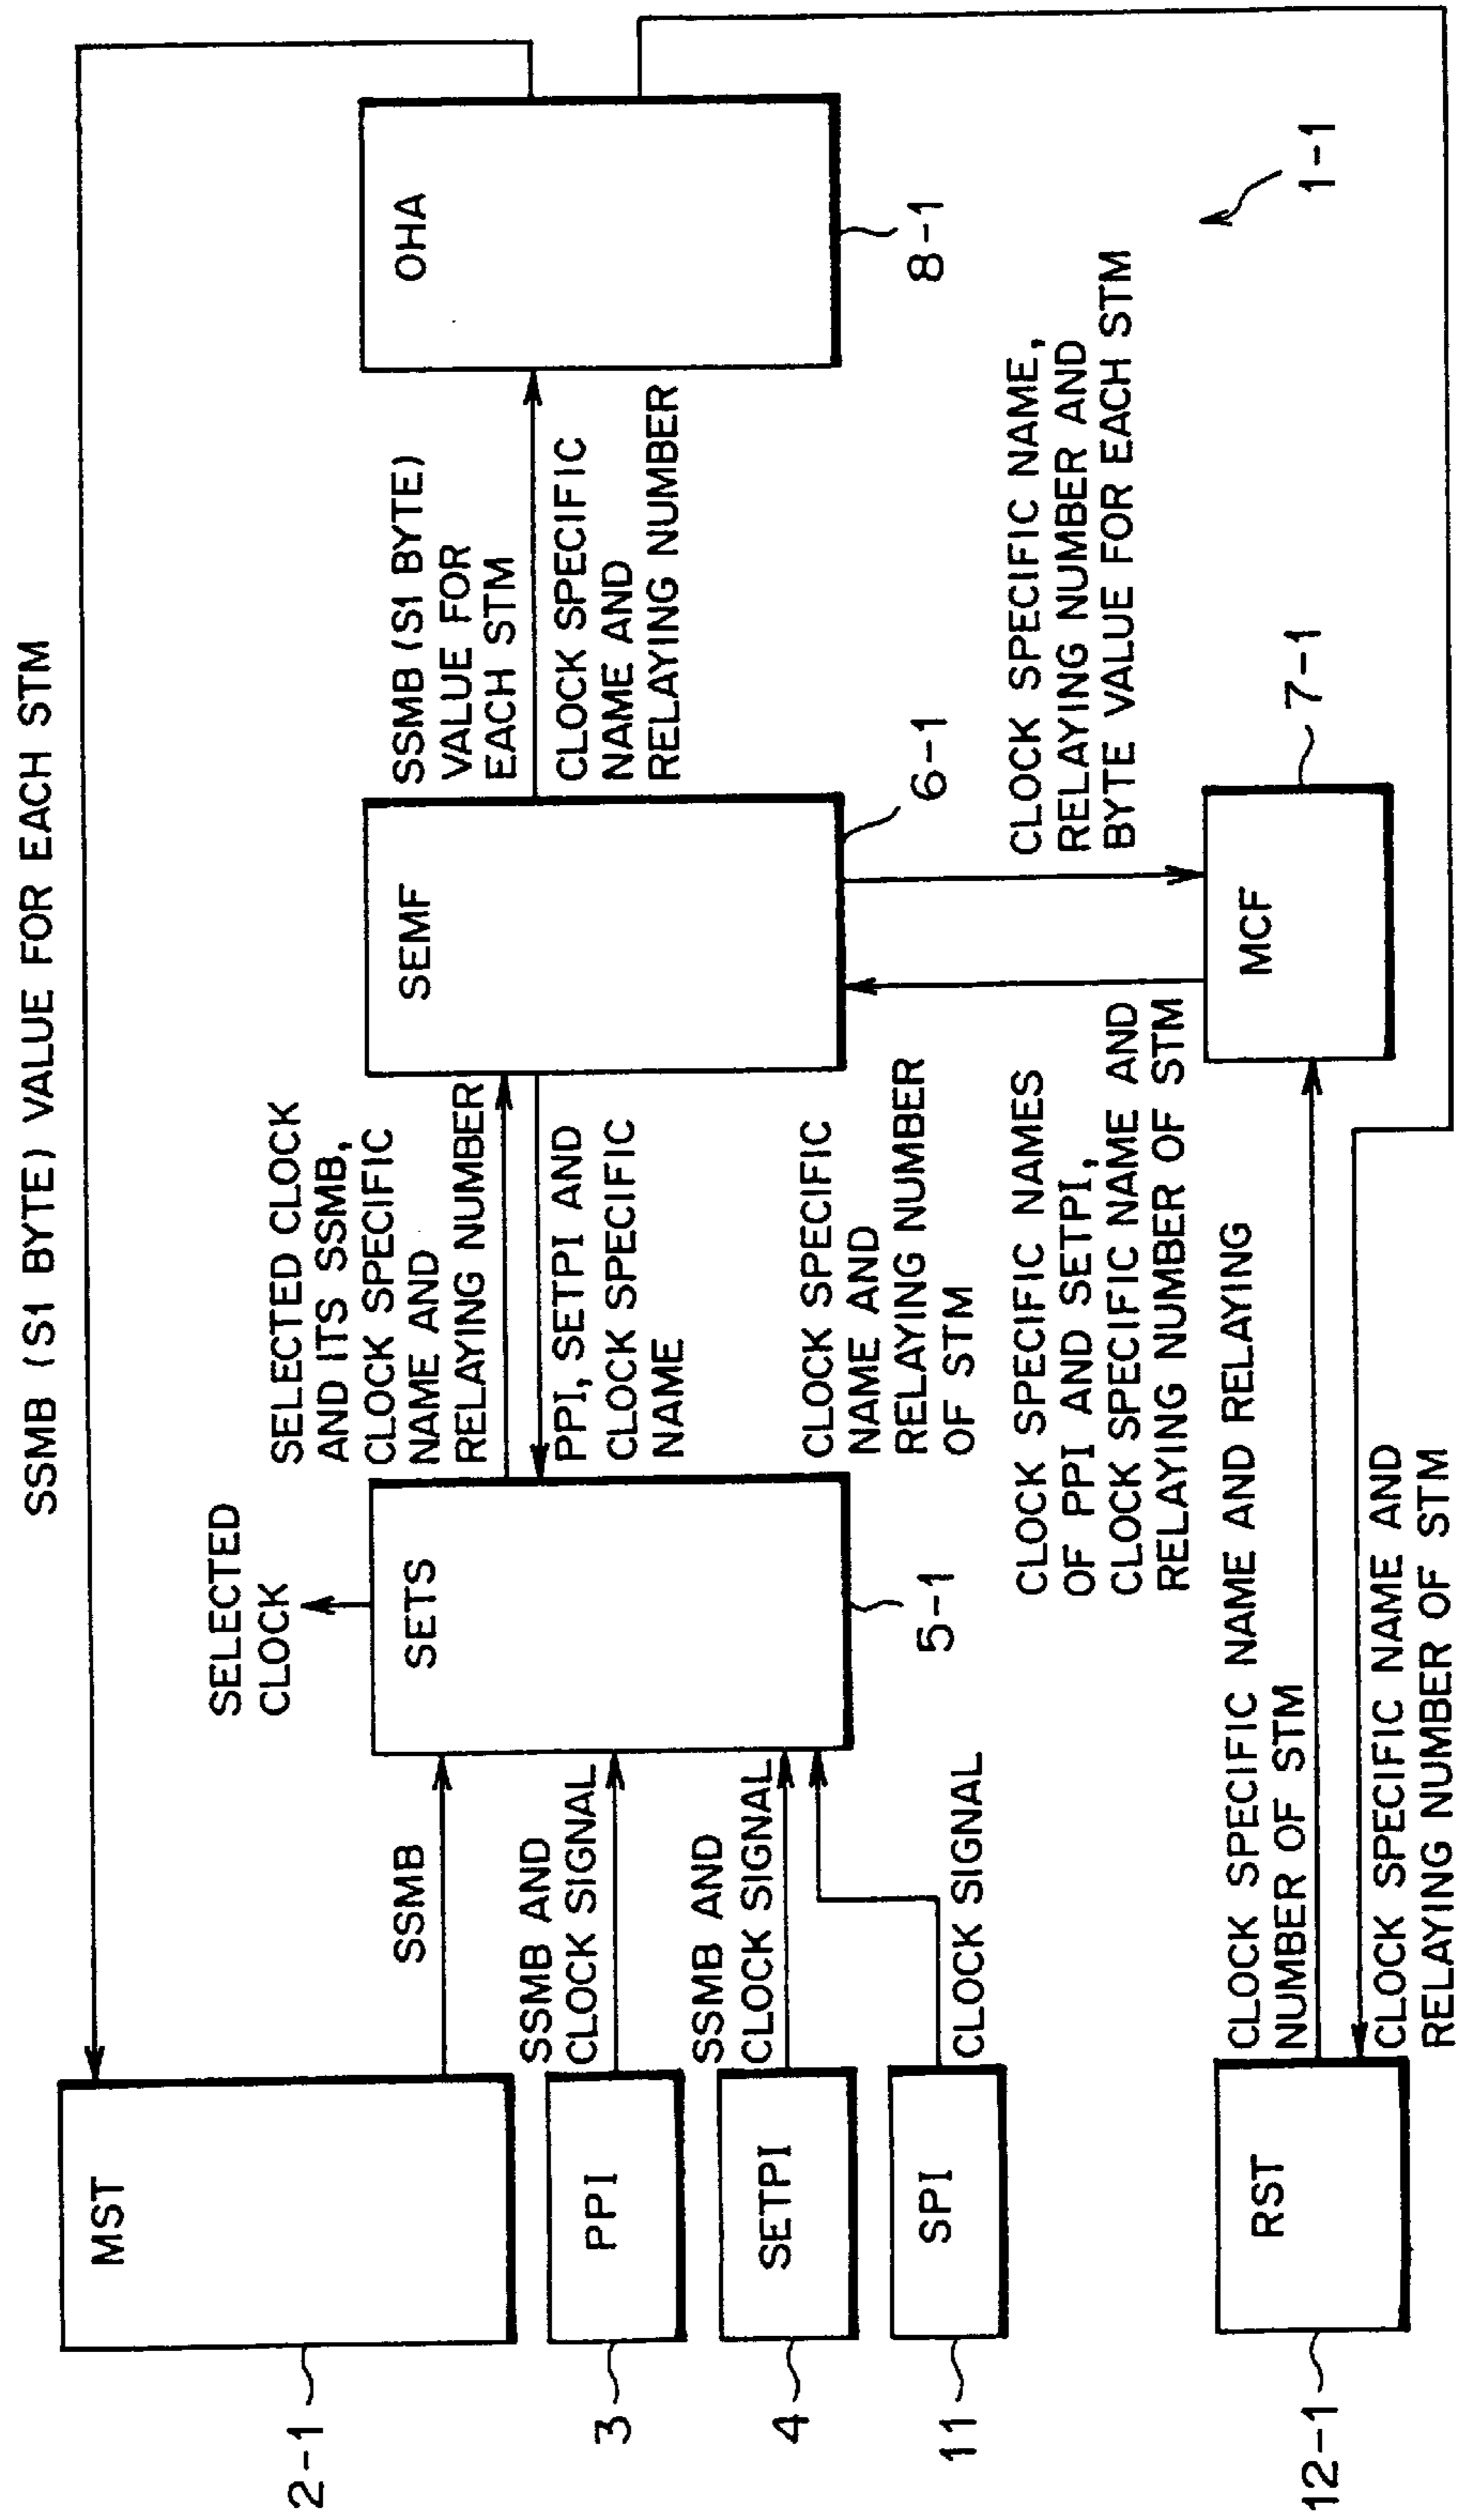 SSMB (S1 BYTE) VALUE FOR EACH STM
MST
2-1
PPI
3
SETPI
4
SPI
11
RST
12-1
SSMB
SSMB AND
CLOCK SIGNAL
SSMB AND
CLOCK SIGNAL
CLOCK SIGNAL
SELECTED
CLOCK
SETS
5-1
SELECTED CLOCK
AND ITS SSMB,
CLOCK SPECIFIC
NAME AND
RELAYING NUMBER
PPI, SETPI AND
CLOCK SPECIFIC
NAME
CLOCK SPECIFIC
NAME AND
RELAYING NUMBER
OF STM
SEMF
6-1
SSMB (S1 BYTE)
VALUE FOR
EACH STM
CLOCK SPECIFIC
NAME AND
RELAYING NUMBER
OHA
8-1
CLOCK SPECIFIC NAMES
OF PPI AND SETPI,
CLOCK SPECIFIC NAME AND
RELAYING NUMBER OF STM
CLOCK SPECIFIC NAME,
RELAYING NUMBER AND
BYTE VALUE FOR EACH STM
MCF
7-1
1-1
CLOCK SPECIFIC NAME AND RELAYING
NUMBER OF STM
CLOCK SPECIFIC NAME AND
RELAYING NUMBER OF STM